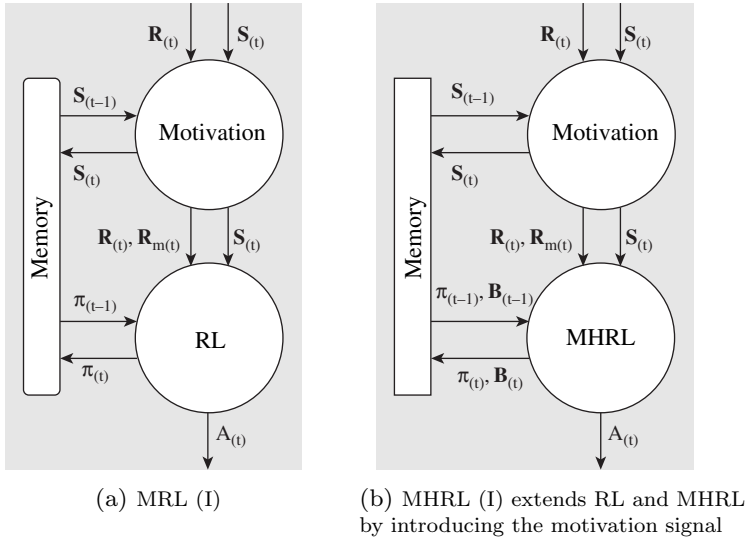 R(t)
S(t)
S(t–1)
Motivation
S(t)
Memory
R(t), Rm(t)
S(t)
π(t–1)
RL
π(t)
A(t)
(a) MRL (I)
R(t)
S(t)
S(t–1)
Motivation
S(t)
Memory
R(t), Rm(t)
S(t)
π(t–1), B(t–1)
MHRL
π(t), B(t)
A(t)
(b) MHRL (I) extends RL and MHRL
by introducing the motivation signal